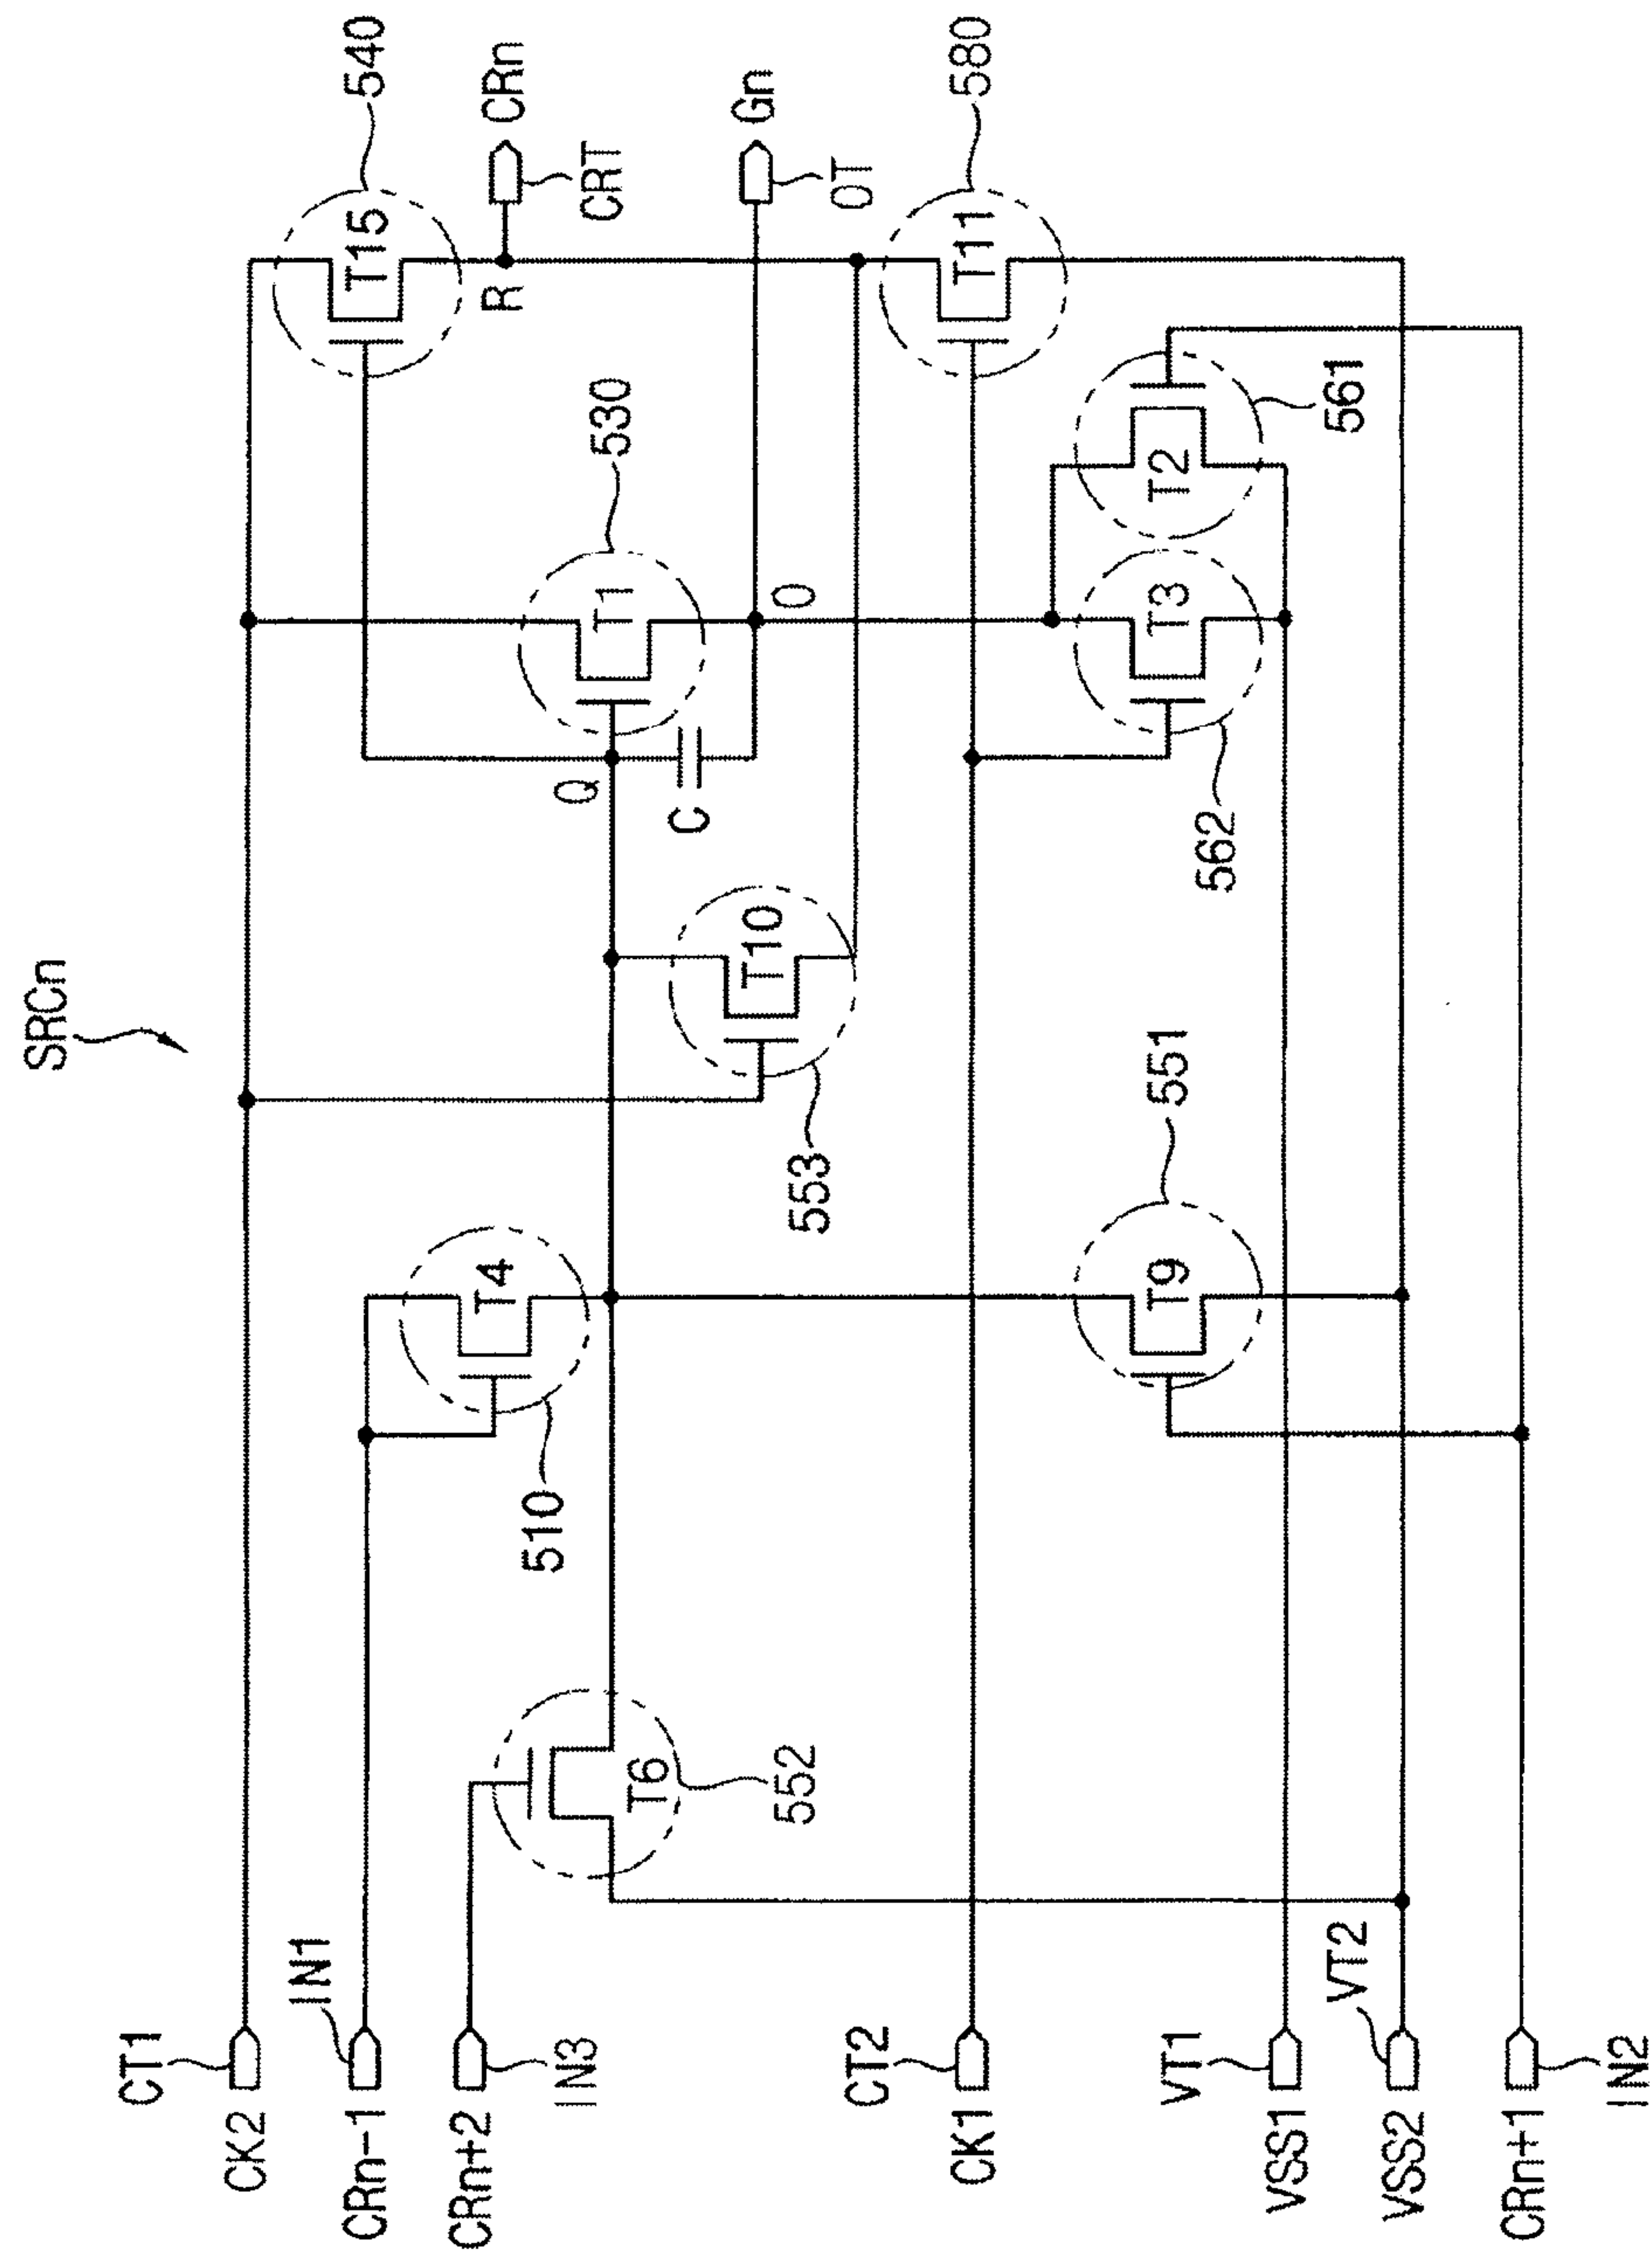 SRCn
CT1
CK2
IN1
CRn-1
CRn+2
IN3
CT2
CK1
VT1
VSS1
VT2
VSS2
CRn+1
IN2
T6
552
T4
510
T9
551
T10
553
Q
C
T1
530
O
T3
562
T2
561
T15
540
R
CRn
CRT
Gn
OT
T11
580